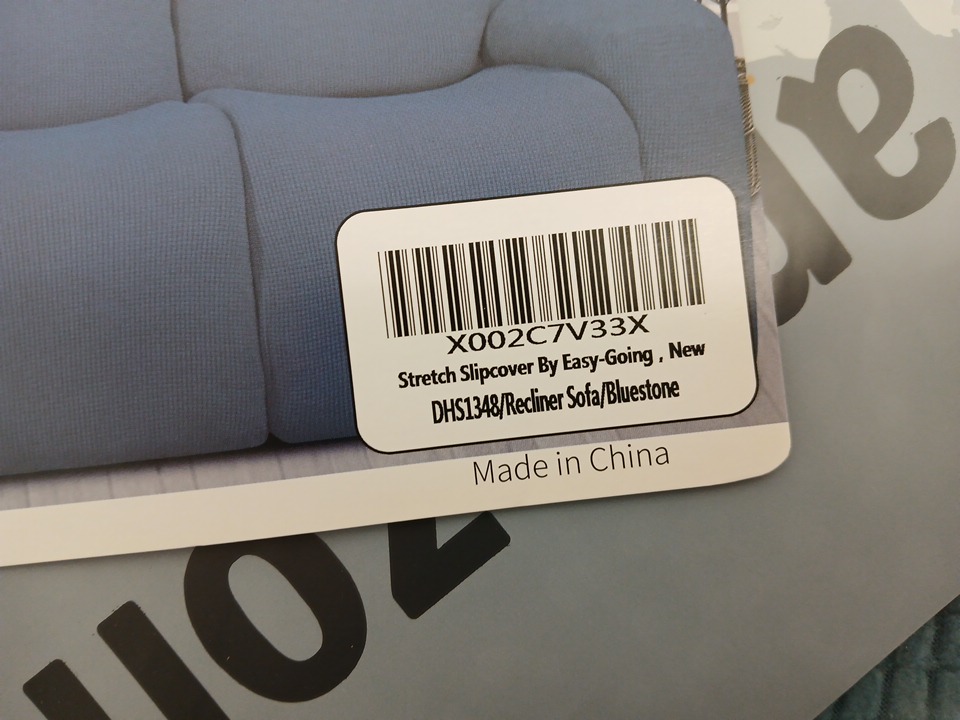 X002C7V33X
Stretch Slipcover By Easy-Going , New
DHS1348/Recliner Sofa/Bluestone
Made in China